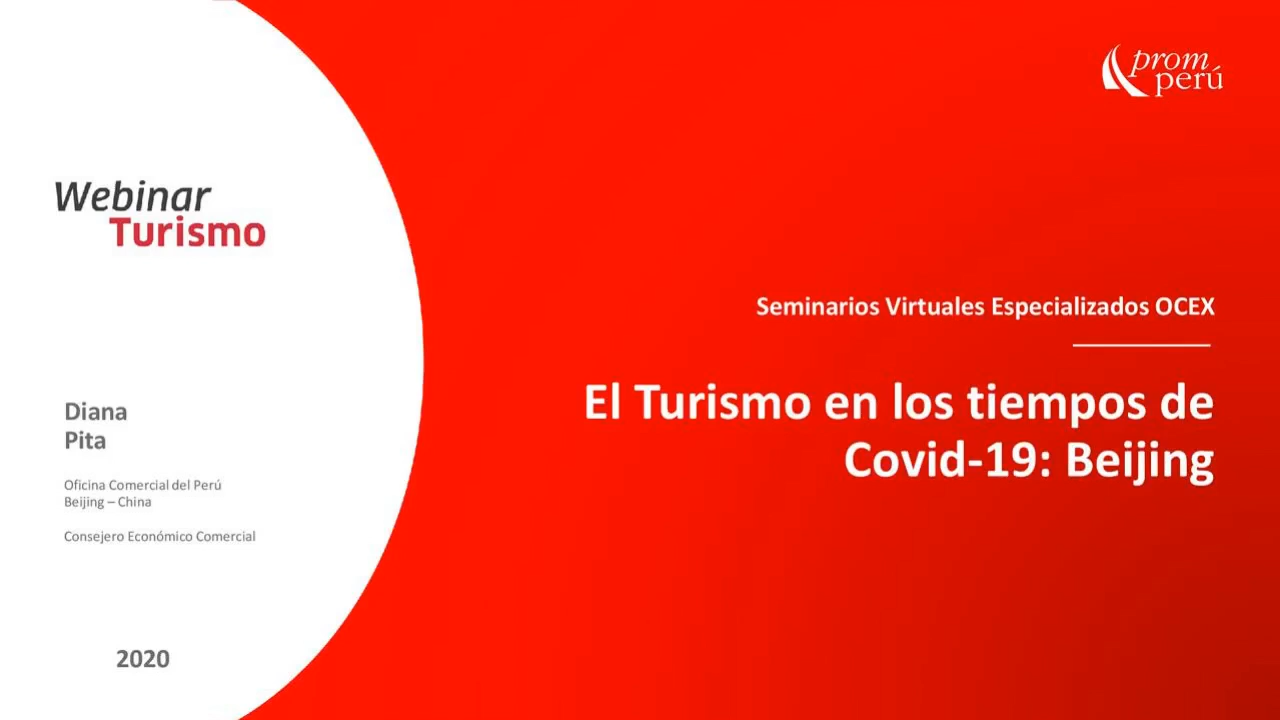 Webinar
Turismo
Diana
Pita
Oficina Comercial del Perú
Beijing – China
Consejero Económico Comercial
2020
prom
perú
Seminarios Virtuales Especializados OCEX
El Turismo en los tiempos de
Covid-19: Beijing